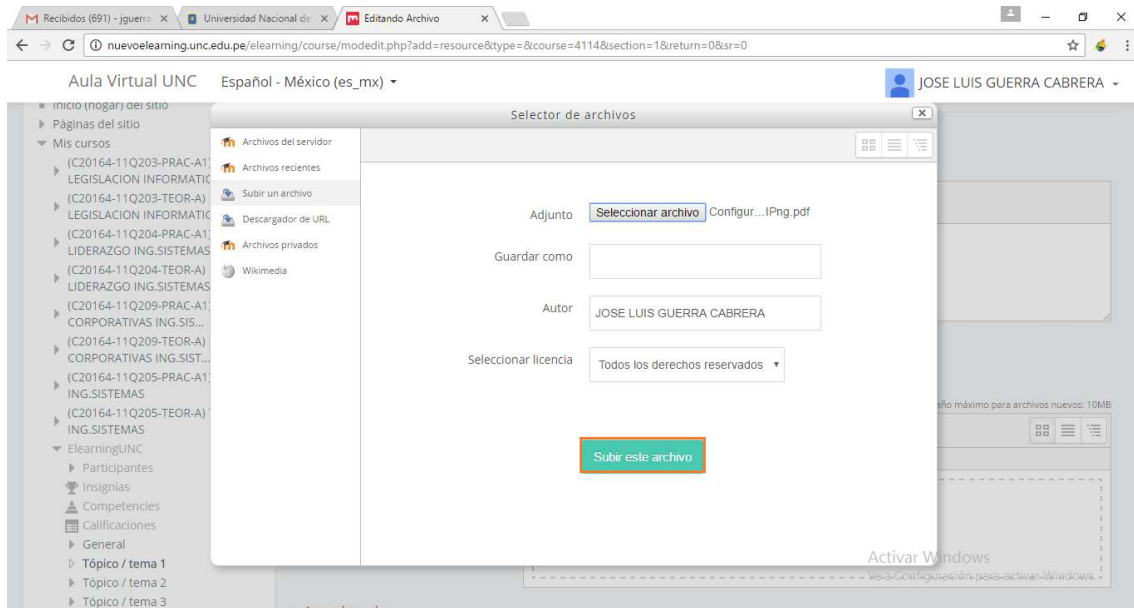 Recibidos (691) - jguerra
Universidad Nacional de
Editando Archivo
nuevoelearning.unc.edu.pe/elearning/course/modedit.php?add=resource&type=&course=4114&section=1&return=0&sr=0
Aula Virtual UNC
Español - México (es_mx)
JOSE LUIS GUERRA CABRERA
Inicio (hogar) del sitio
Páginas del sitio
Mis cursos
(C20164-11Q203-PRAC-A1)
LEGISLACION INFORMATIC
(C20164-11Q203-TEOR-A)
LEGISLACION INFORMATIC
(C20164-11Q204-PRAC-A1)
LIDERAZGO ING.SISTEMAS
(C20164-11Q204-TEOR-A)
LIDERAZGO ING.SISTEMAS
(C20164-11Q209-PRAC-A1)
CORPORATIVAS ING.SIS...
(C20164-11Q209-TEOR-A)
CORPORATIVAS ING.SIST...
(C20164-11Q205-PRAC-A1)
ING.SISTEMAS
(C20164-11Q205-TEOR-A)
ING.SISTEMAS
ElearningUNC
Participantes
Insignias
Competencies
Calificaciones
General
Tópico / tema 1
Tópico / tema 2
Tópico / tema 3
Selector de archivos
Archivos del servidor
Archivos recientes
Subir un archivo
Descargador de URL
Archivos privados
Wikimedia
Adjunto
Seleccionar archivo
Configur...IPng.pdf
Guardar como
Autor
JOSE LUIS GUERRA CABRERA
Seleccionar licencia
Todos los derechos reservados
Subir este archivo
año máximo para archivos nuevos: 10MB
Activar Windows
Ve a Configuración para activar Windows.